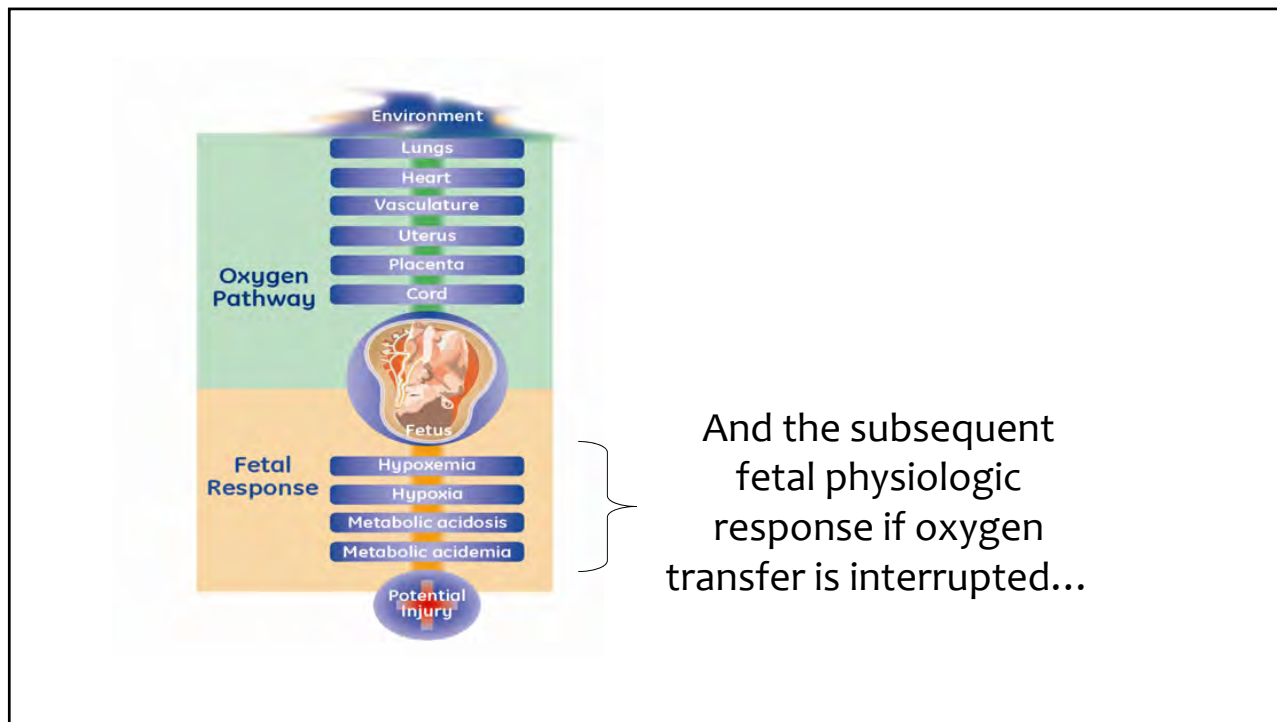 Environment
Lungs
Heart
Vasculature
Uterus
Placenta
Cord
Oxygen
Pathway
Fetus
Fetal
Response
Hypoxemia
Hypoxia
Metabolic acidosis
Metabolic acidemia
Potential
Injury
And the subsequent
fetal physiologic
response if oxygen
transfer is interrupted...